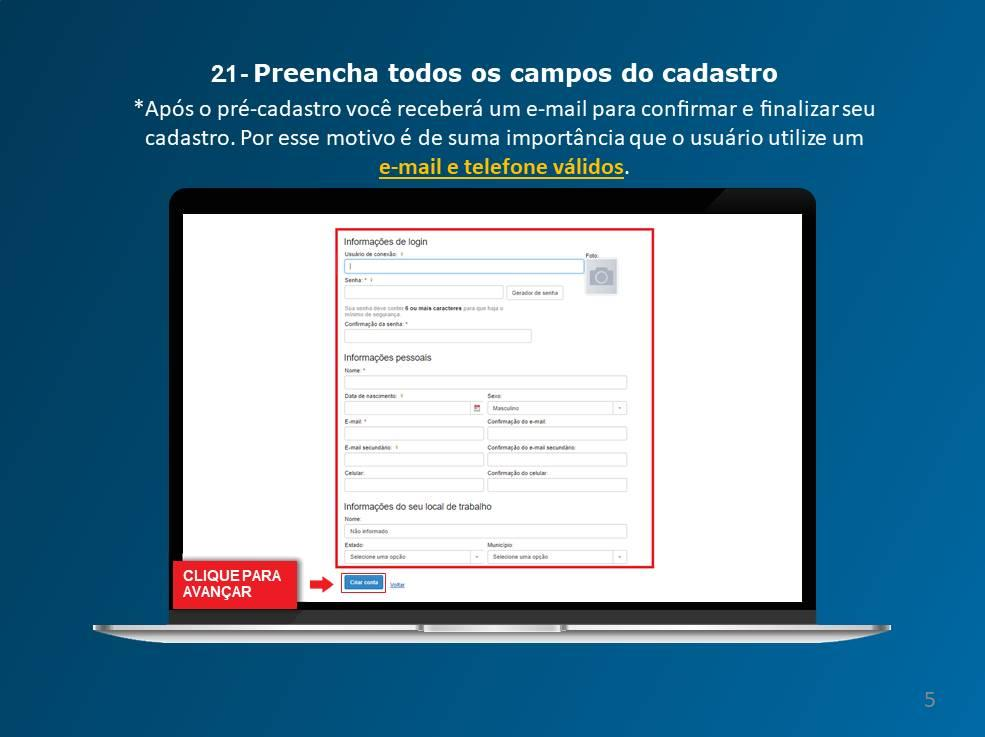 21- Preencha todos os campos do cadastro
*Após o pré-cadastro você receberá um e-mail para confirmar e finalizar seu
cadastro. Por esse motivo é de suma importância que o usuário utilize um
e-mail e telefone válidos.
Informações de login
Usuário de conexão:
Foto:
Senha: *
Gerador de senha
Sua senha deve conter 6 ou mais caracteres para que haja o
mínimo de segurança.
Confirmação da senha: *
Informações pessoais
Nome: *
Data de nascimento: Sexo:
Masculino
E-mail: * Confirmação do e-mail:
E-mail secundário: Confirmação do e-mail secundário:
Celular: Confirmação do celular:
Informações do seu local de trabalho
Nome:
Não informado
Estado: Município:
Selecione uma opção Selecione uma opção
CLIQUE PARA
AVANÇAR
Criar conta Voltar
5